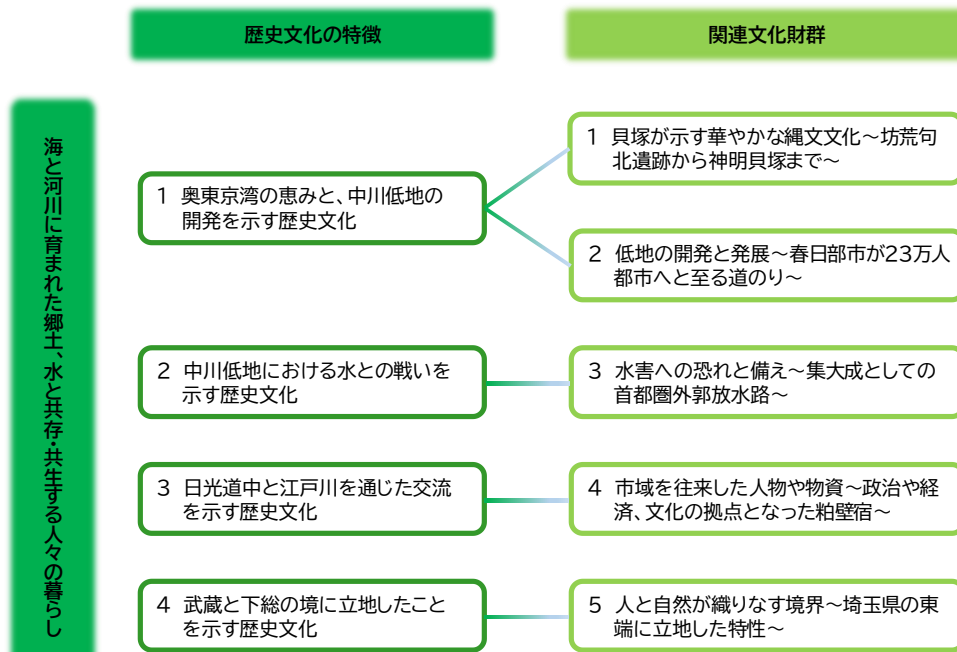 歴史文化の特徴
関連文化財群
海と河川に育まれた郷土、水と共存・共生する人々の暮らし
1 奥東京湾の恵みと、中川低地の
開発を示す歴史文化
1 貝塚が示す華やかな縄文文化～坊荒句
北遺跡から神明貝塚まで～
2 低地の開発と発展～春日部市が23万人
都市へと至る道のり～
2 中川低地における水との戦いを
示す歴史文化
3 水害への恐れと備え～集大成としての
首都圏外郭放水路～
3 日光道中と江戸川を通じた交流
を示す歴史文化
4 市域を往来した人物や物資～政治や経
済、文化の拠点となった粕壁宿～
4 武蔵と下総の境に立地したこと
を示す歴史文化
5 人と自然が織りなす境界～埼玉県の東
端に立地した特性～